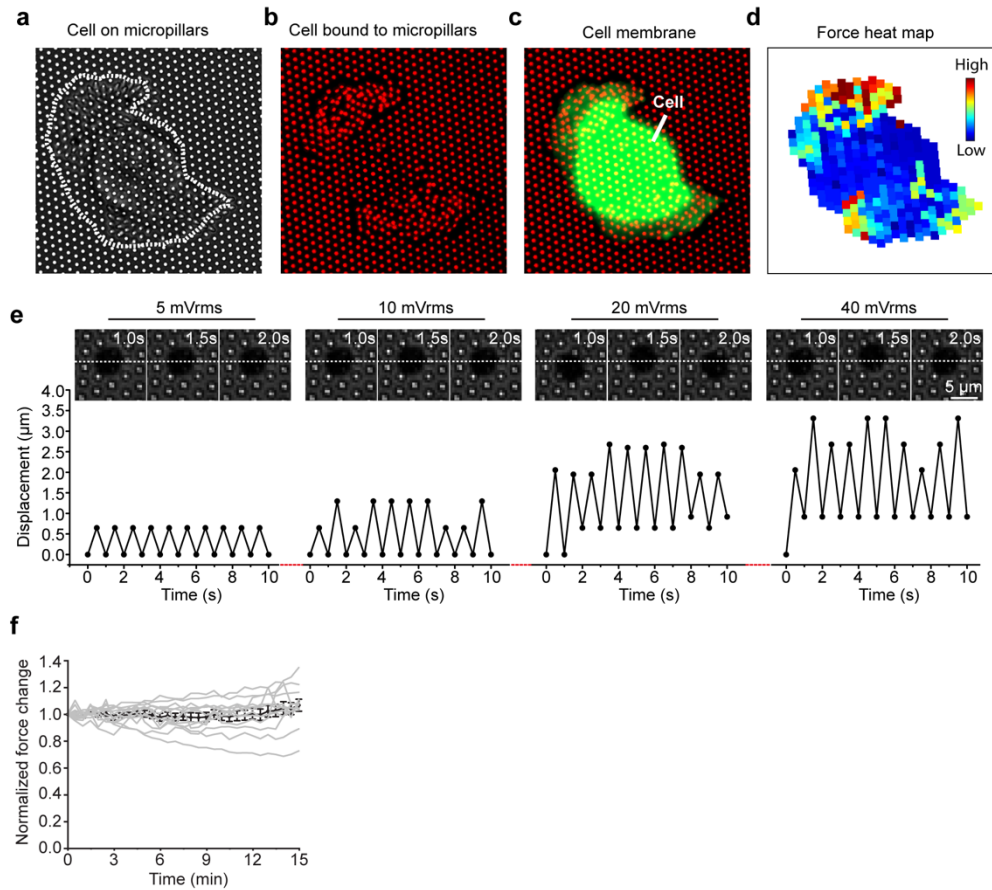 a
Cell on micropillars
b
Cell bound to micropillars
c
Cell membrane
Cell
d
Force heat map
High
Low
e
5 mVrms
10 mVrms
20 mVrms
40 mVrms
1.0s 1.5s 2.0s
1.0s 1.5s 2.0s
1.0s 1.5s 2.0s
1.0s 1.5s 2.0s
5 µm
Displacement (µm)
4.0
3.5
3.0
2.5
2.0
1.5
1.0
0.5
0.0
0 2 4 6 8 10
0 2 4 6 8 10
0 2 4 6 8 10
0 2 4 6 8 10
Time (s)
Time (s)
Time (s)
Time (s)
f
Normalized force change
1.4
1.2
1.0
0.8
0.6
0.4
0.2
0.0
0 3 6 9 12 15
Time (min)